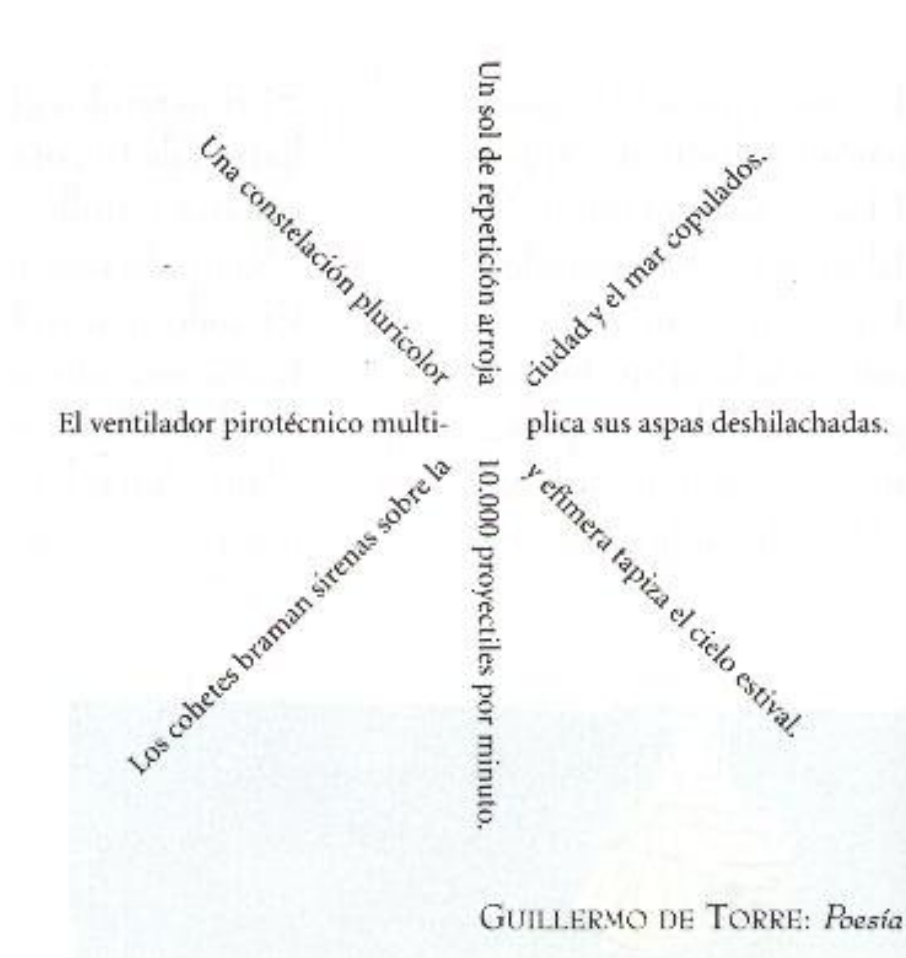 Un sol de repetición arroja 10.000 proyectiles por minuto.
Una constelación pluricolor y efímera tapiza el cielo estival.
El ventilador pirotécnico multi- plica sus aspas deshilachadas.
Los cohetes braman sirenas sobre la ciudad y el mar copulados.
GUILLERMO DE TORRE: Poesía